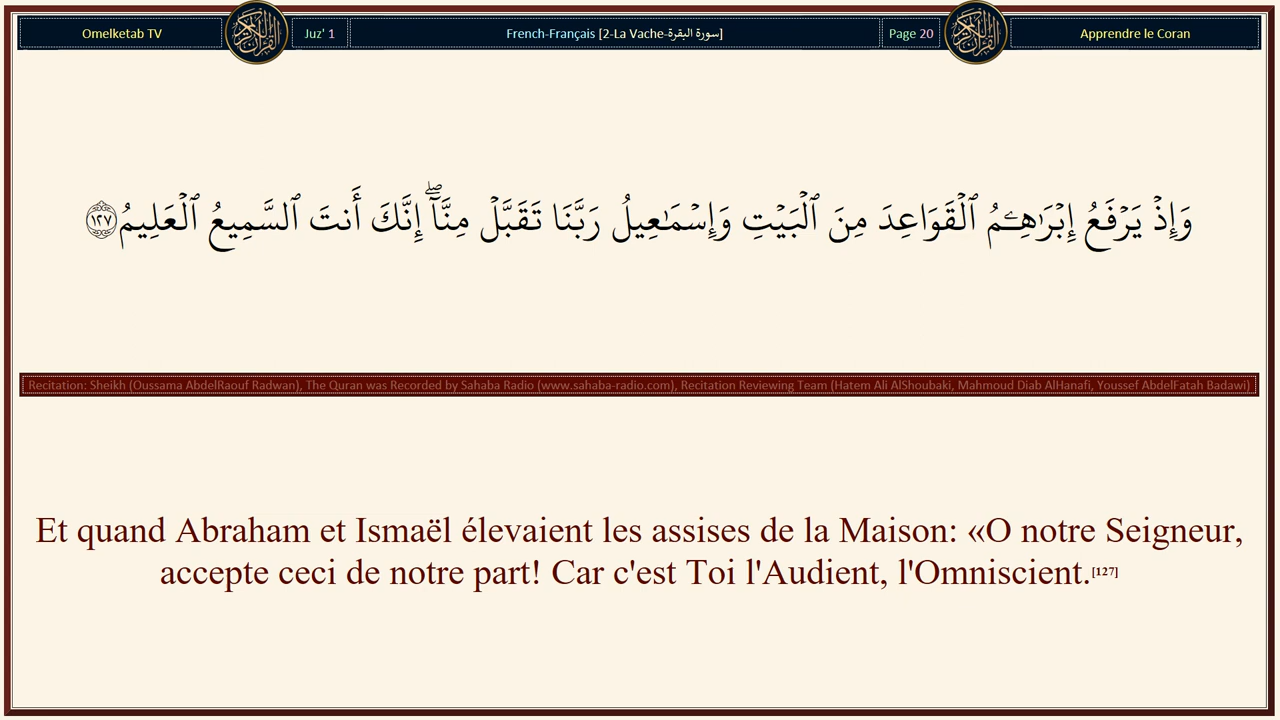 Omelketab TV
Juz' 1
French-Français [2-La Vache-سورة البقرة]
Page 20
Apprendre le Coran
وَإِذۡ يَرۡفَعُ إِبۡرَٰهِـۧمُ ٱلۡقَوَاعِدَ مِنَ ٱلۡبَيۡتِ وَإِسۡمَٰعِيلُ رَبَّنَا تَقَبَّلۡ مِنَّآۖ إِنَّكَ أَنتَ ٱلسَّمِيعُ ٱلۡعَلِيمُ ١٢٧
Recitation: Sheikh (Oussama AbdelRaouf Radwan), The Quran was Recorded by Sahaba Radio (www.sahaba-radio.com), Recitation Reviewing Team (Hatem Ali AlShoubaki, Mahmoud Diab AlHanafi, Youssef AbdelFatah Badawi)
Et quand Abraham et Ismaël élevaient les assises de la Maison: «O notre Seigneur,
accepte ceci de notre part! Car c'est Toi l'Audient, l'Omniscient.[127]